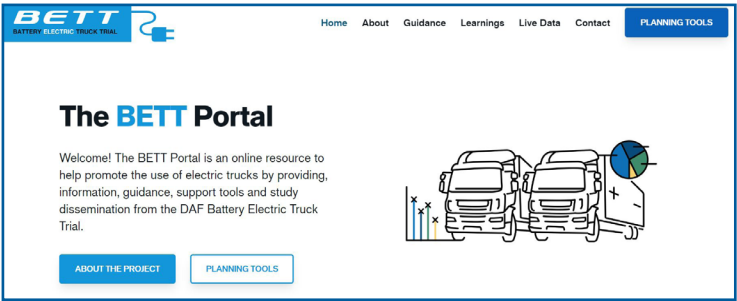 BETT
BATTERY ELECTRIC TRUCK TRIAL
Home About Guidance Learnings Live Data Contact PLANNING TOOLS
The BETT Portal
Welcome! The BETT Portal is an online resource to
help promote the use of electric trucks by providing,
information, guidance, support tools and study
dissemination from the DAF Battery Electric Truck
Trial.
ABOUT THE PROJECT PLANNING TOOLS